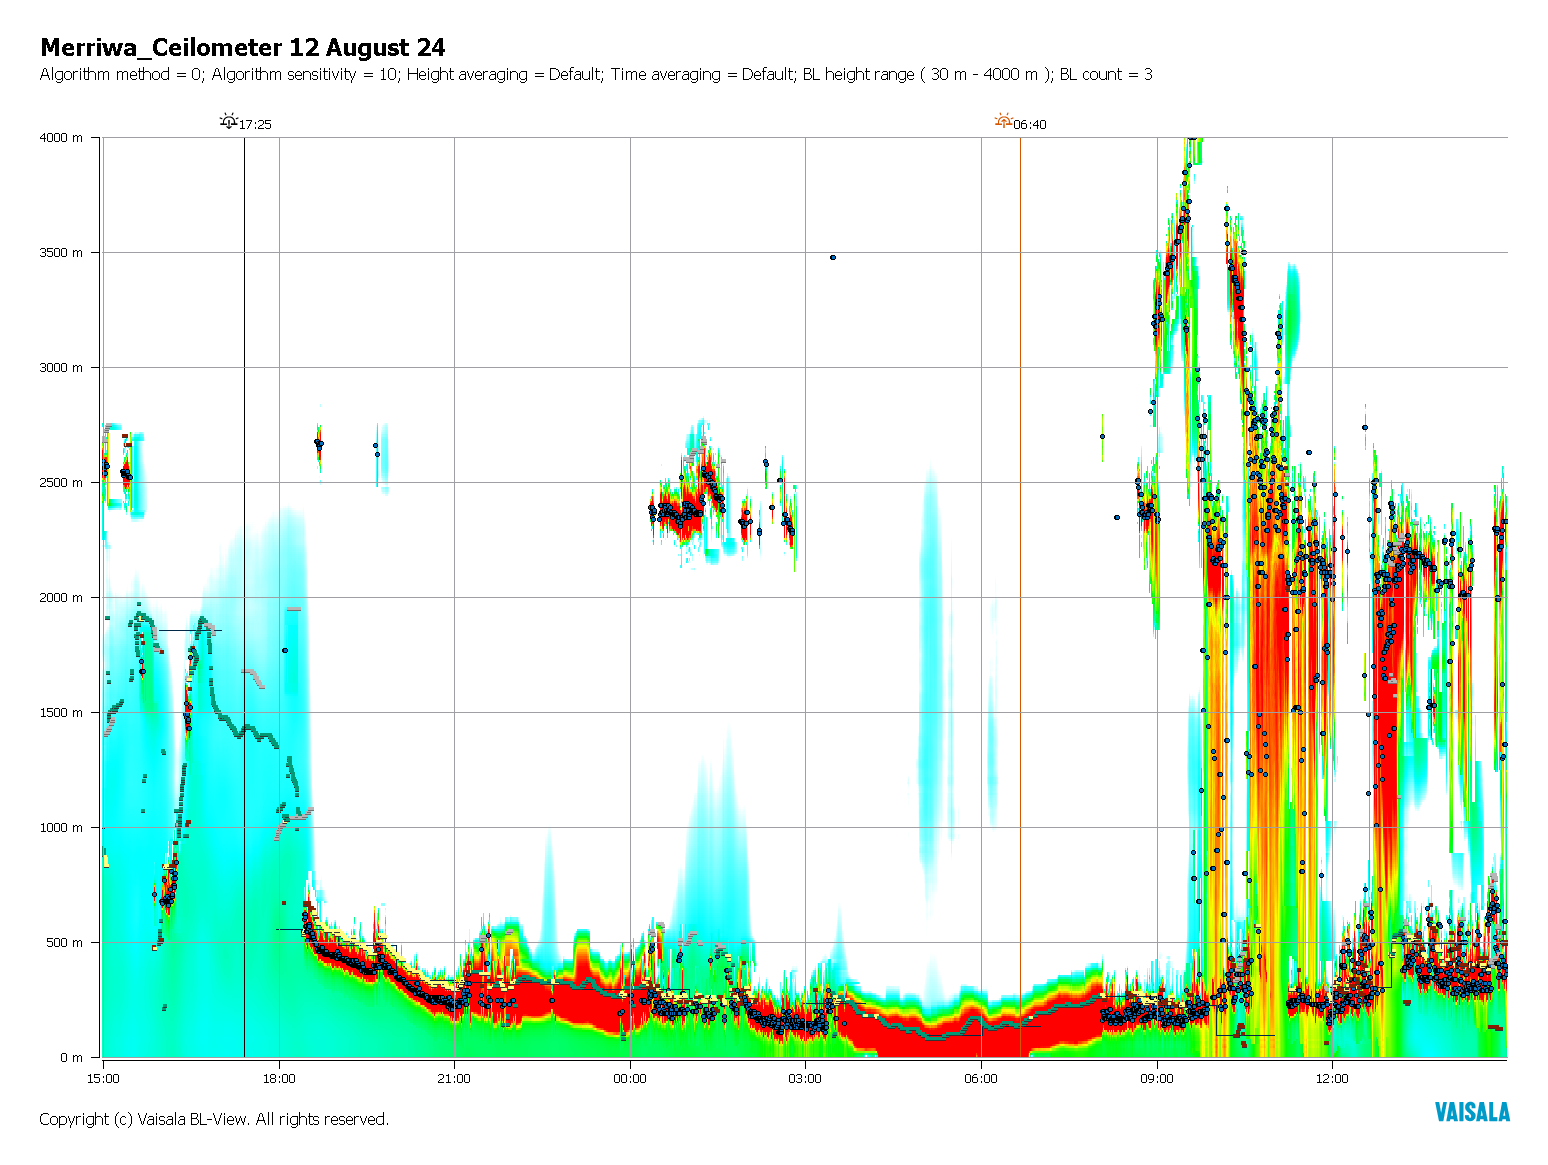 Merriwa_Ceilometer 12 August 24
Algorithm method = 0; Algorithm sensitivity = 10; Height averaging = Default; Time averaging = Default; BL height range ( 30 m - 4000 m ); BL count = 3
17:25
06:40
4000 m
3500 m
3000 m
2500 m
2000 m
1500 m
1000 m
500 m
0 m
15:00 18:00 21:00 00:00 03:00 06:00 09:00 12:00
Copyright (c) Vaisala BL-View. All rights reserved.
VAISALA